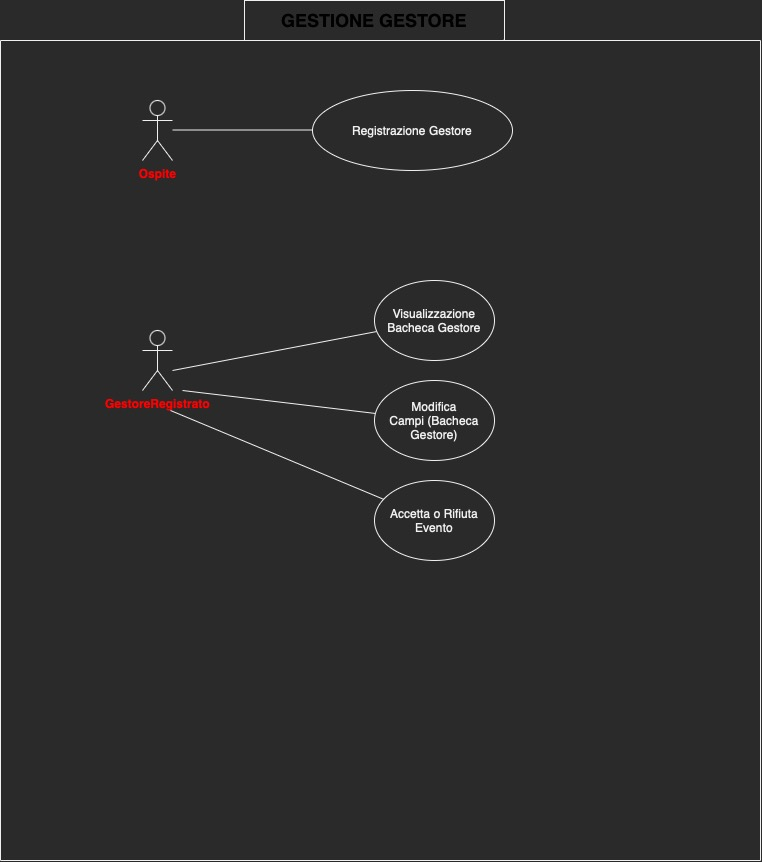 GESTIONE GESTORE
Registrazione Gestore
Ospite
Visualizzazione
Bacheca Gestore
GestoreRegistrato
Modifica
Campi (Bacheca
Gestore)
Accetta o Rifiuta
Evento